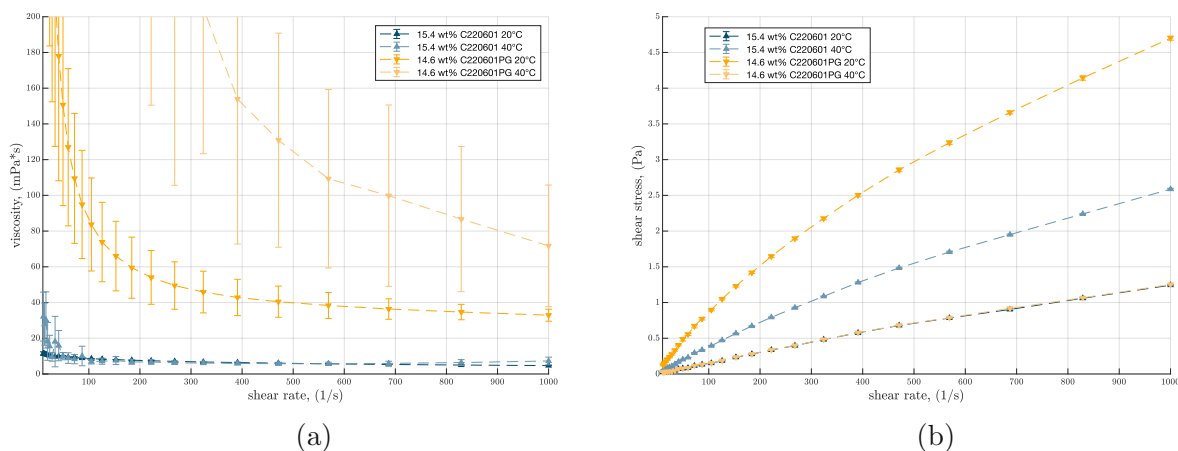 200
180
160
140
120
100
80
60
40
20
0
viscosity, (mPa*s)
15.4 wt% C220601 20°C
15.4 wt% C220601 40°C
14.6 wt% C220601PG 20°C
14.6 wt% C220601PG 40°C
100 200 300 400 500 600 700 800 900 1000
shear rate, (1/s)
(a)
5
4.5
4
3.5
3
2.5
2
1.5
1
0.5
0
shear stress, (Pa)
15.4 wt% C220601 20°C
15.4 wt% C220601 40°C
14.6 wt% C220601PG 20°C
14.6 wt% C220601PG 40°C
100 200 300 400 500 600 700 800 900 1000
shear rate, (1/s)
(b)